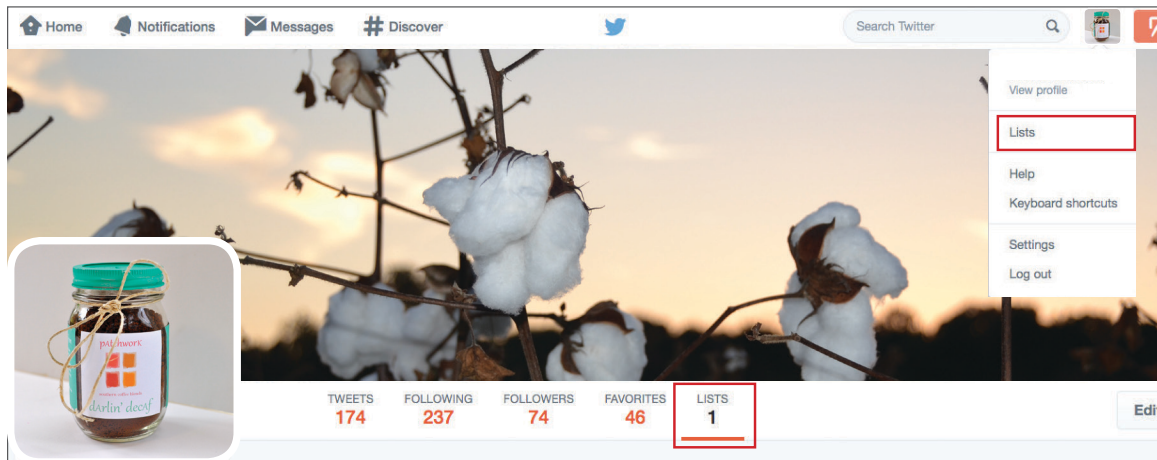 Home Notifications Messages Discover Search Twitter
View profile
Lists
Help
Keyboard shortcuts
Settings
Log out
patchwork
darlin' decaf
TWEETS FOLLOWING FOLLOWERS FAVORITES LISTS
174 237 74 46 1
Edi